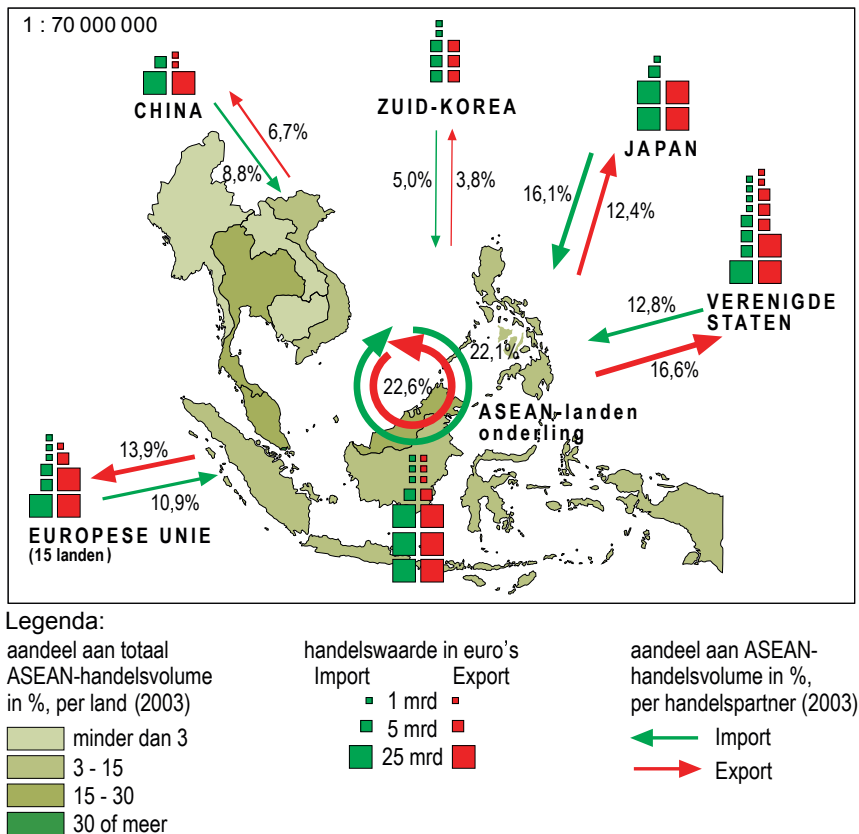 1 : 70 000 000
CHINA
6,7%
8,8%
ZUID-KOREA
5,0%
3,8%
JAPAN
16,1%
12,4%
VERENIGDE
STATEN
12,8%
16,6%
22,1%
22,6%
ASEAN-landen
onderling
13,9%
10,9%
EUROPESE UNIE
(15 landen)
Legenda:
aandeel aan totaal
ASEAN-handelsvolume
in %, per land (2003)
minder dan 3
3 - 15
15 - 30
30 of meer
handelswaarde in euro's
Import Export
1 mrd
5 mrd
25 mrd
aandeel aan ASEAN-
handelsvolume in %,
per handelspartner (2003)
Import
Export